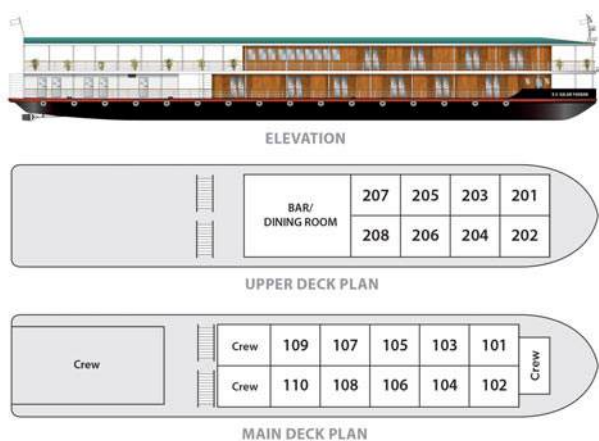 ELEVATION
207 205 203 201
BAR/
DINING ROOM
208 206 204 202
UPPER DECK PLAN
Crew 109 107 105 103 101
Crew
Crew
Crew 110 108 106 104 102
MAIN DECK PLAN